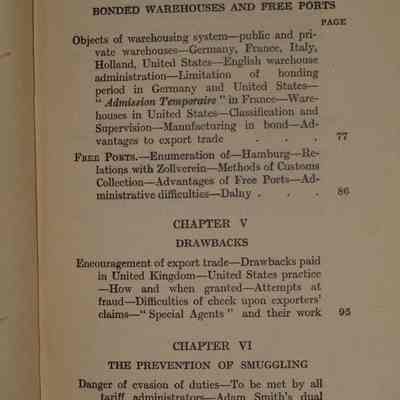 BONDED WAREHOUSES AND FREE PORTS
PAGE
Objects of warehousing system—public and pri-
vate warehouses—Germany, France, Italy,
Holland, United States—English warehouse
administration—Limitation of bonding
period in Germany and United States—
"Admission Temporaire" in France—Ware-
houses in United States—Classification and
Supervision—Manufacturing in bond—Ad-
vantages to export trade . . . 77
FREE PORTS.—Enumeration of—Hamburg—Re-
lations with Zollverein—Methods of Customs
Collection—Advantages of Free Ports—Ad-
ministrative difficulties—Dalny . . . 86
CHAPTER V
DRAWBACKS
Encouragement of export trade—Drawbacks paid
in United Kingdom—United States practice
—How and when granted—Attempts at
fraud—Difficulties of check upon exporters'
claims—"Special Agents" and their work 95
CHAPTER VI
THE PREVENTION OF SMUGGLING
Danger of evasion of duties—To be met by all
tariff administrators—Adam Smith's dual